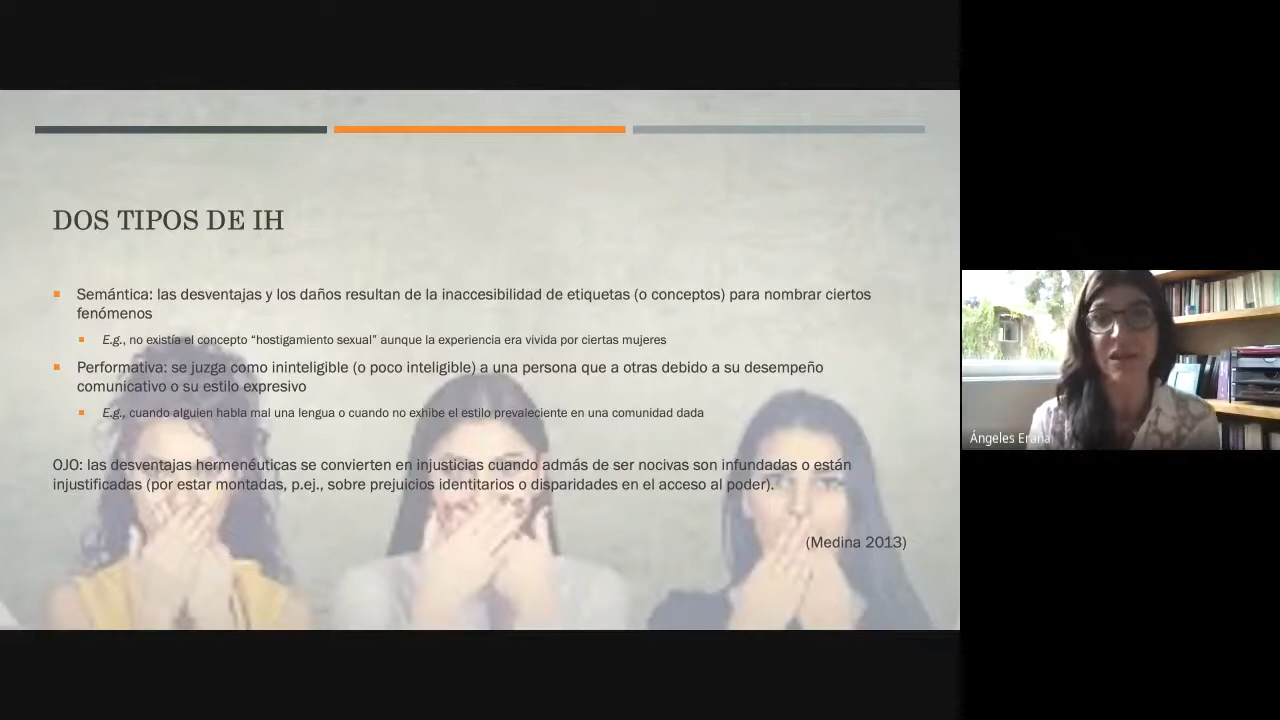 DOS TIPOS DE IH
Semántica: las desventajas y los daños resultan de la inaccesibilidad de etiquetas (o conceptos) para nombrar ciertos
fenómenos
E.g., no existía el concepto “hostigamiento sexual” aunque la experiencia era vivida por ciertas mujeres
Performativa: se juzga como ininteligible (o poco inteligible) a una persona que a otras debido a su desempeño
comunicativo o su estilo expresivo
E.g., cuando alguien habla mal una lengua o cuando no exhibe el estilo prevaleciente en una comunidad dada
OJO: las desventajas hermenéuticas se convierten en injusticias cuando admás de ser nocivas son infundadas o están
injustificadas (por estar montadas, p.ej., sobre prejuicios identitarios o disparidades en el acceso al poder).
(Medina 2013)
Ángeles Eraña